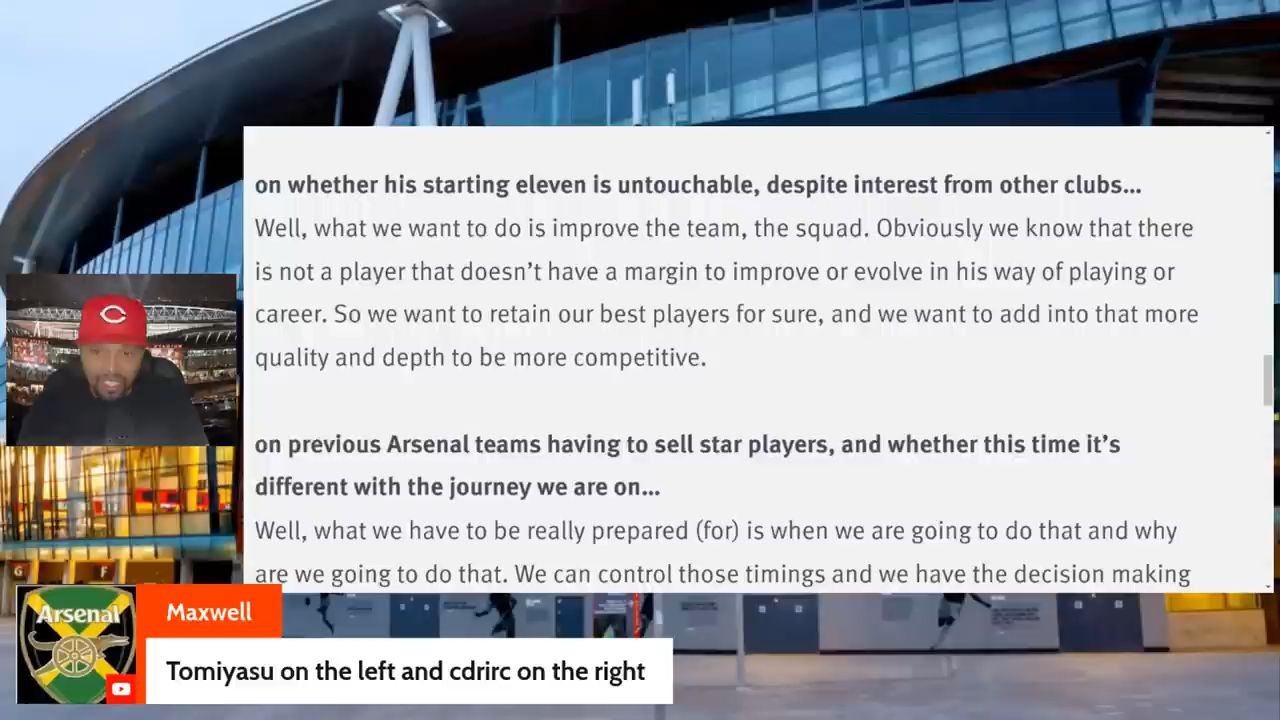 on whether his starting eleven is untouchable, despite interest from other clubs...
Well, what we want to do is improve the team, the squad. Obviously we know that there
is not a player that doesn't have a margin to improve or evolve in his way of playing or
career. So we want to retain our best players for sure, and we want to add into that more
quality and depth to be more competitive.
on previous Arsenal teams having to sell star players, and whether this time it's
different with the journey we are on...
Well, what we have to be really prepared (for) is when we are going to do that and why
are we going to do that. We can control those timings and we have the decision making
G
F
Arsenal
Maxwell
Tomiyasu on the left and cdrirc on the right